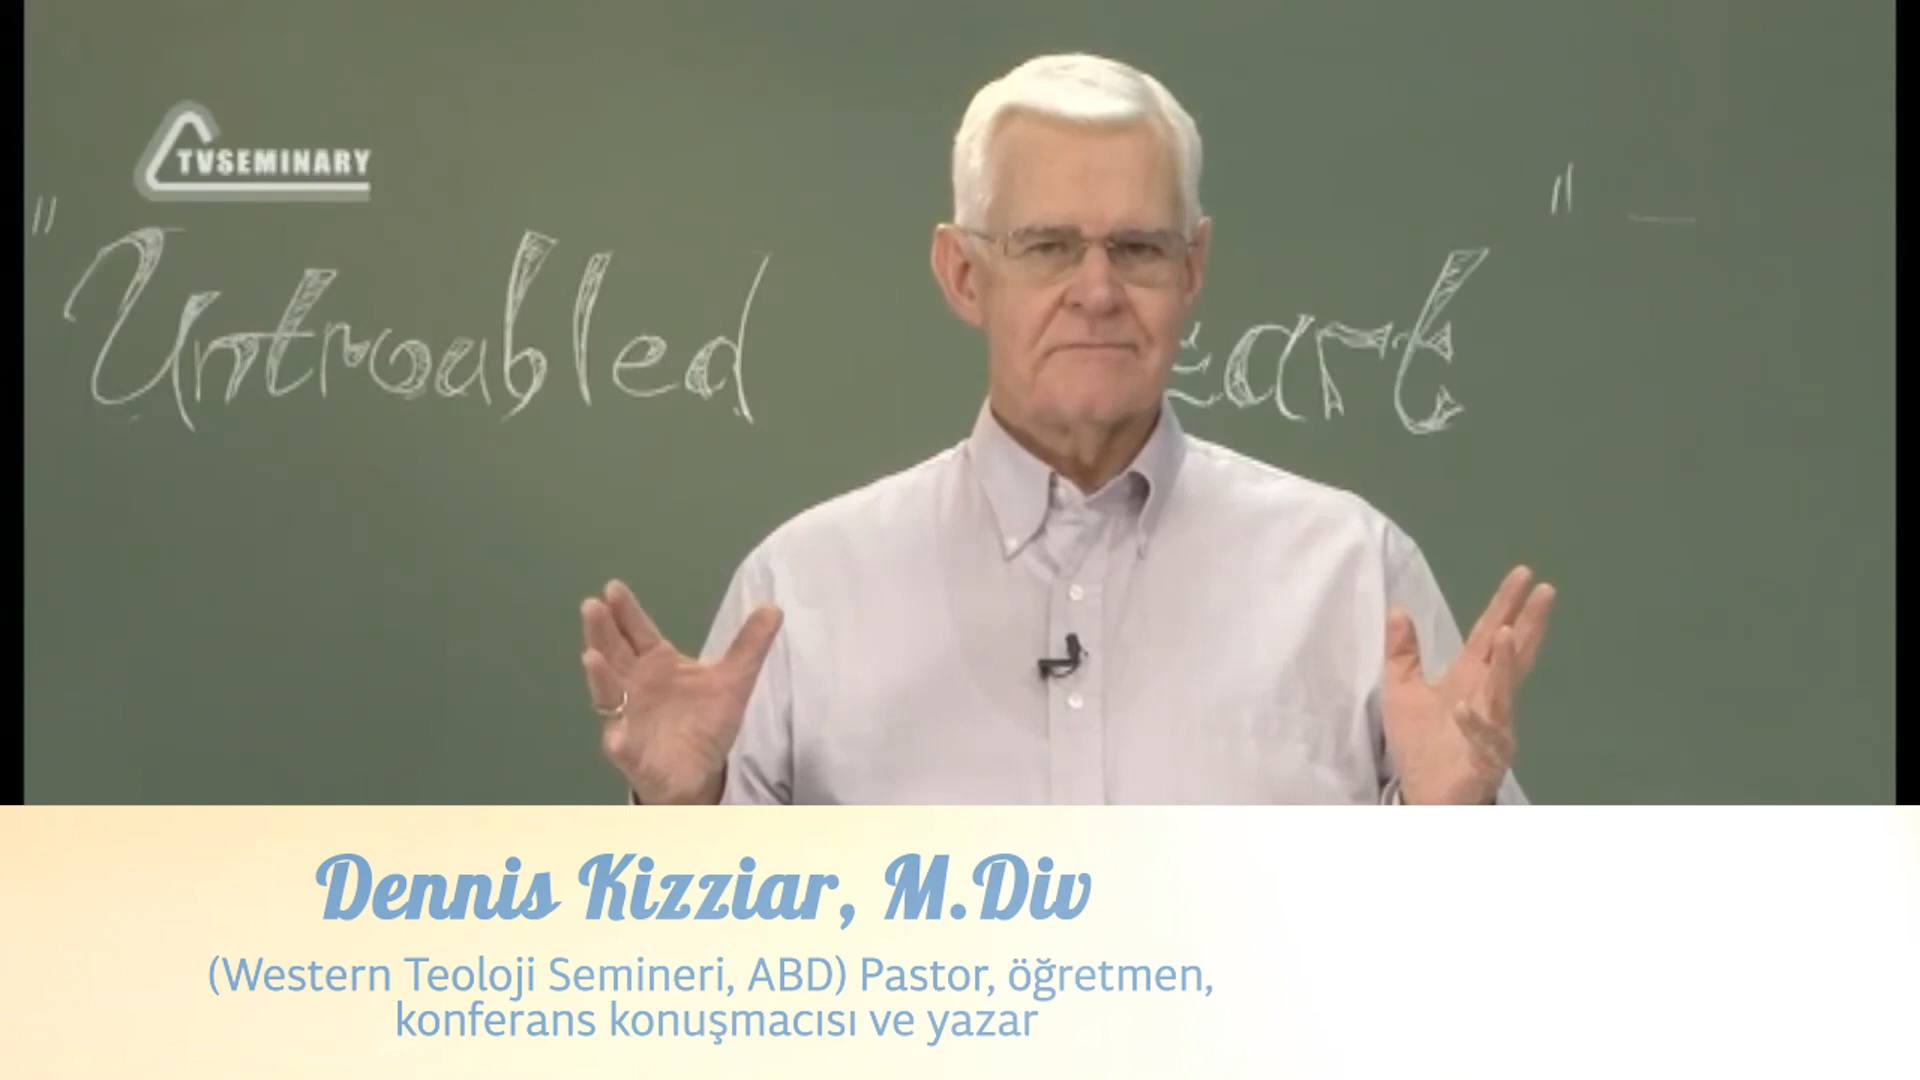 TVSEMINARY
"Untroubled eart" -
Dennis Kizziar, M.Div
(Western Teoloji Semineri, ABD) Pastor, öğretmen,
konferans konuşmacısı ve yazar